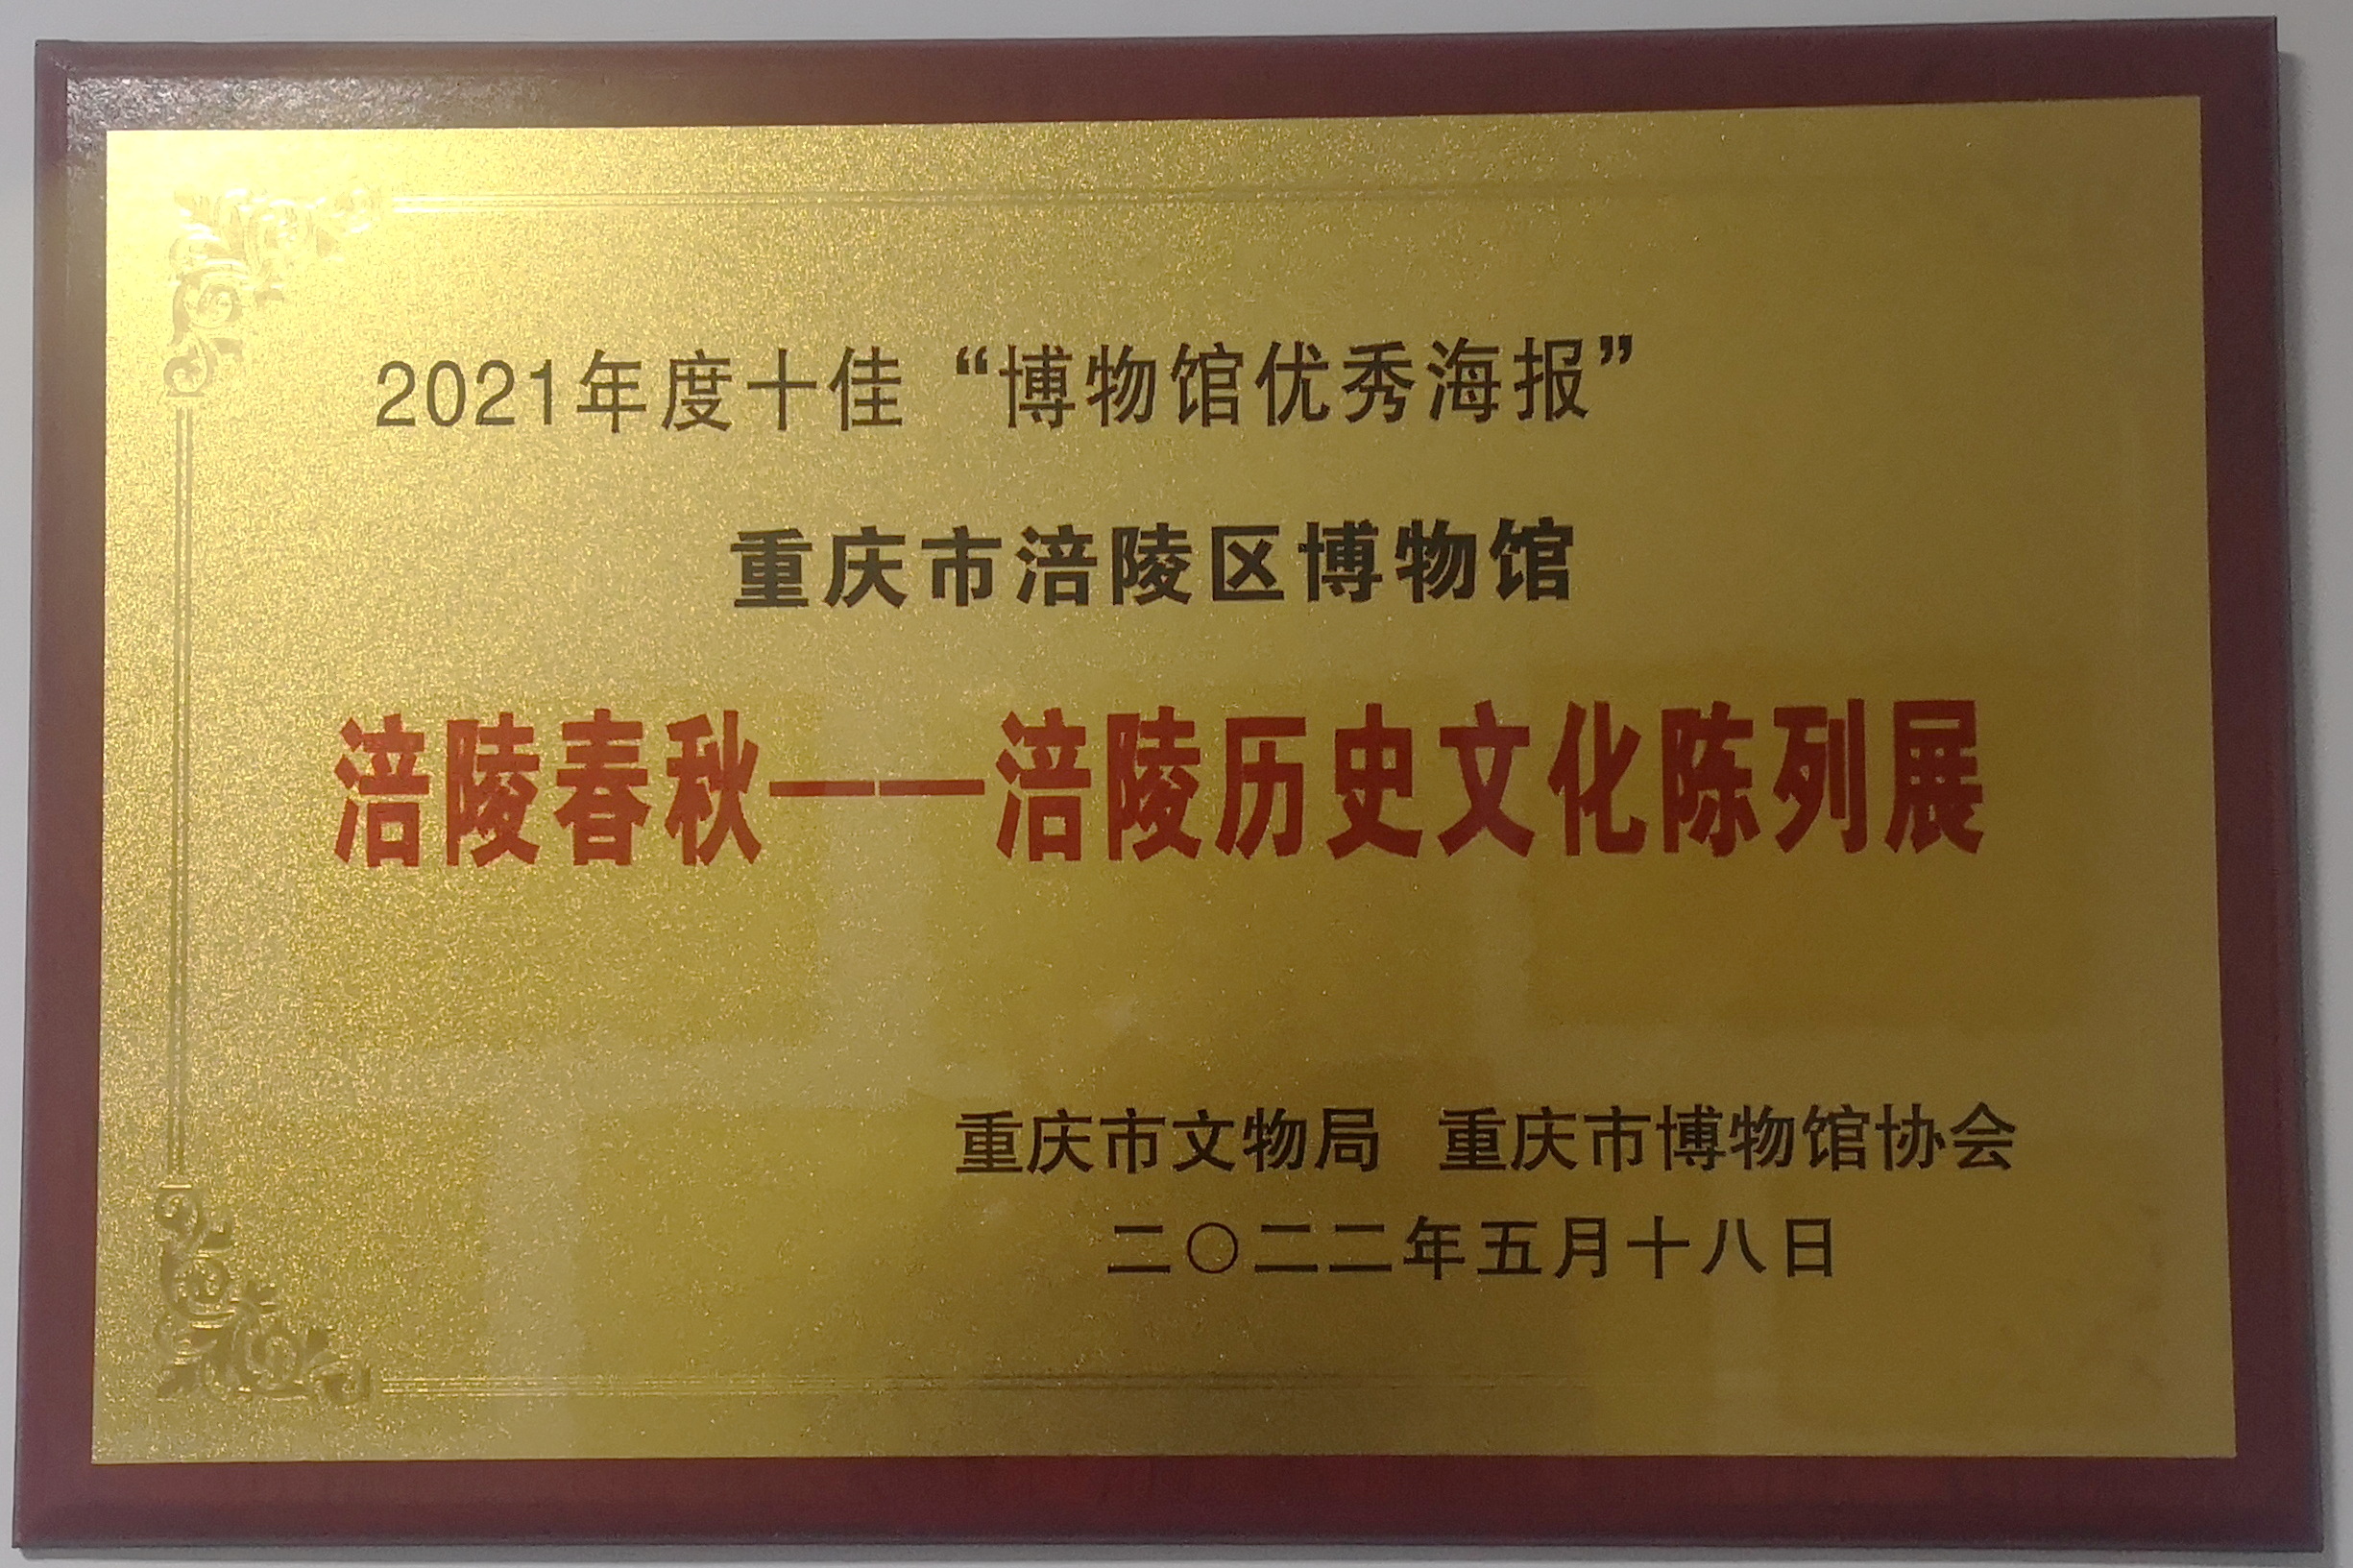 2021年度十佳“博物馆优秀海报”
重庆市涪陵区博物馆
涪陵春秋——涪陵历史文化陈列展
重庆市文物局 重庆市博物馆协会
二〇二二年五月十八日